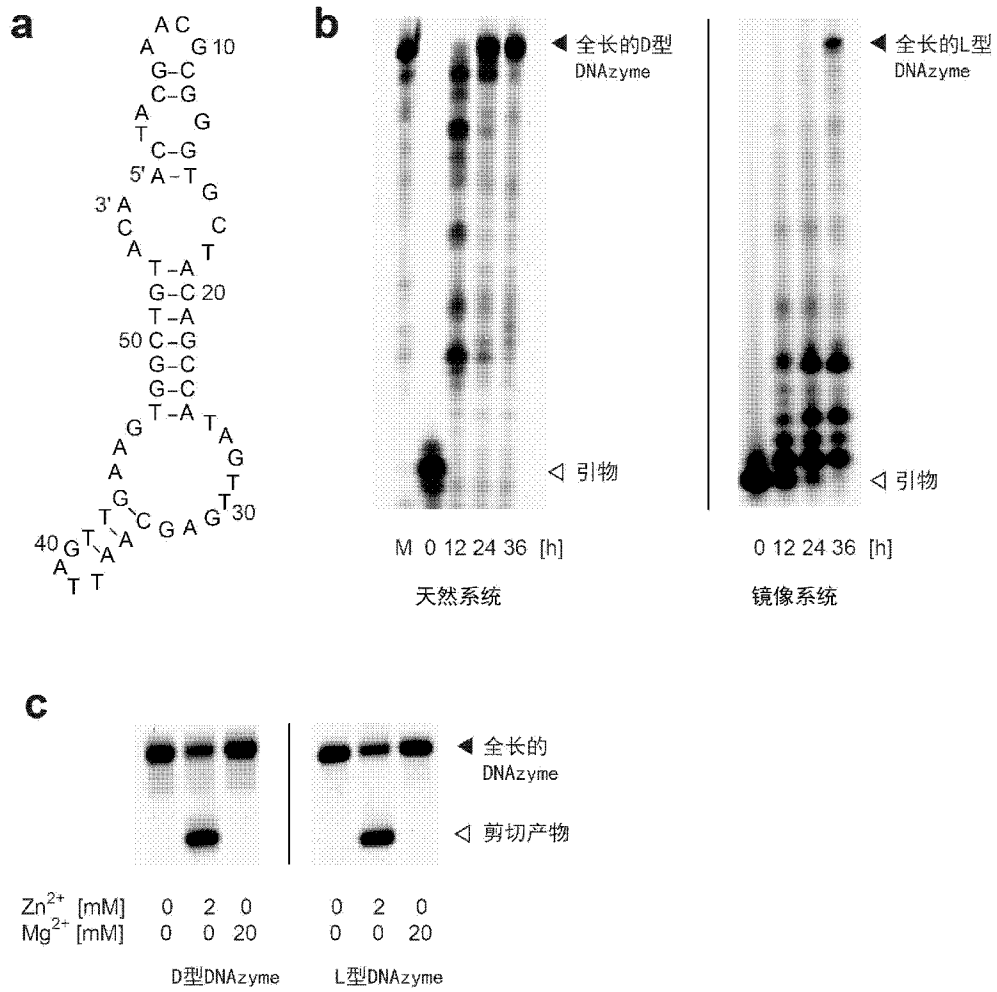 a
A C
A G 10
G–C
C–G
A G
T
C–G
5' A–T
G
3' A
C C
A T
T–A
G–C 20
T–A
50 C–G
G–C
G–C
T–A T
G A
A G
A T
G T 30
T C G A G
40 G T A A
A T T
b
全长的D型
DNAzyme
引物
M 0 12 24 36 [h]
天然系统
全长的L型
DNAzyme
引物
0 12 24 36 [h]
镜像系统
c
全长的
DNAzyme
剪切产物
Zn2+ [mM] 0 2 0 0 2 0
Mg2+ [mM] 0 0 20 0 0 20
D型DNAzyme L型DNAzyme